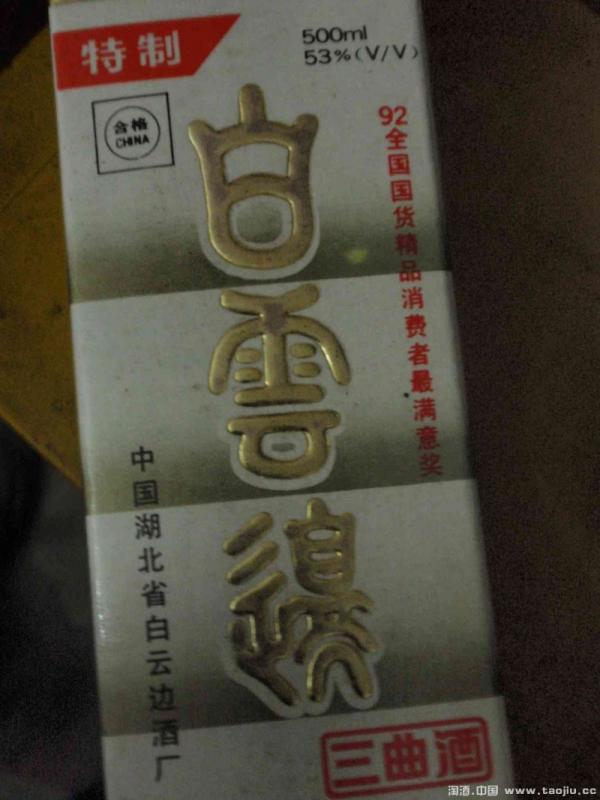 特制
500ml
53%(V/V)
合格
CHINA
白雲邊
92全国国货精品消费者最满意奖
中国湖北省白云边酒厂
三曲酒
淘酒.中国 www.taojiu.cc